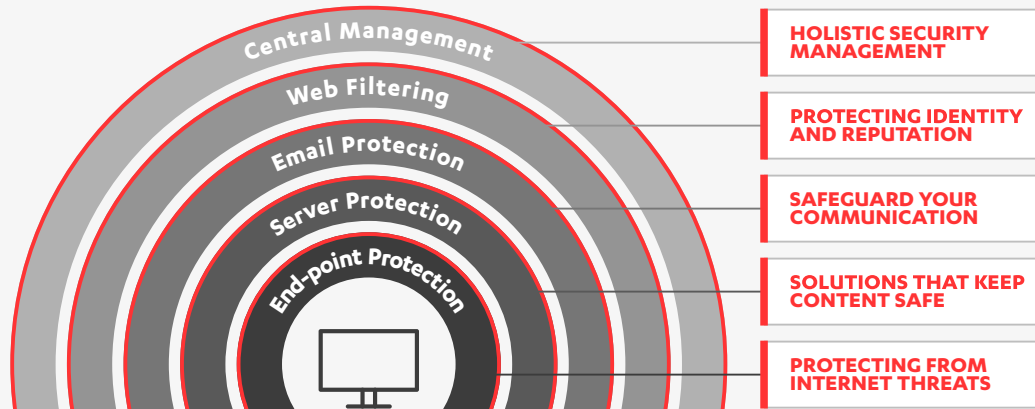 Central Management
Web Filtering
Email Protection
Server Protection
End-point Protection
HOLISTIC SECURITY
MANAGEMENT
PROTECTING IDENTITY
AND REPUTATION
SAFEGUARD YOUR
COMMUNICATION
SOLUTIONS THAT KEEP
CONTENT SAFE
PROTECTING FROM
INTERNET THREATS